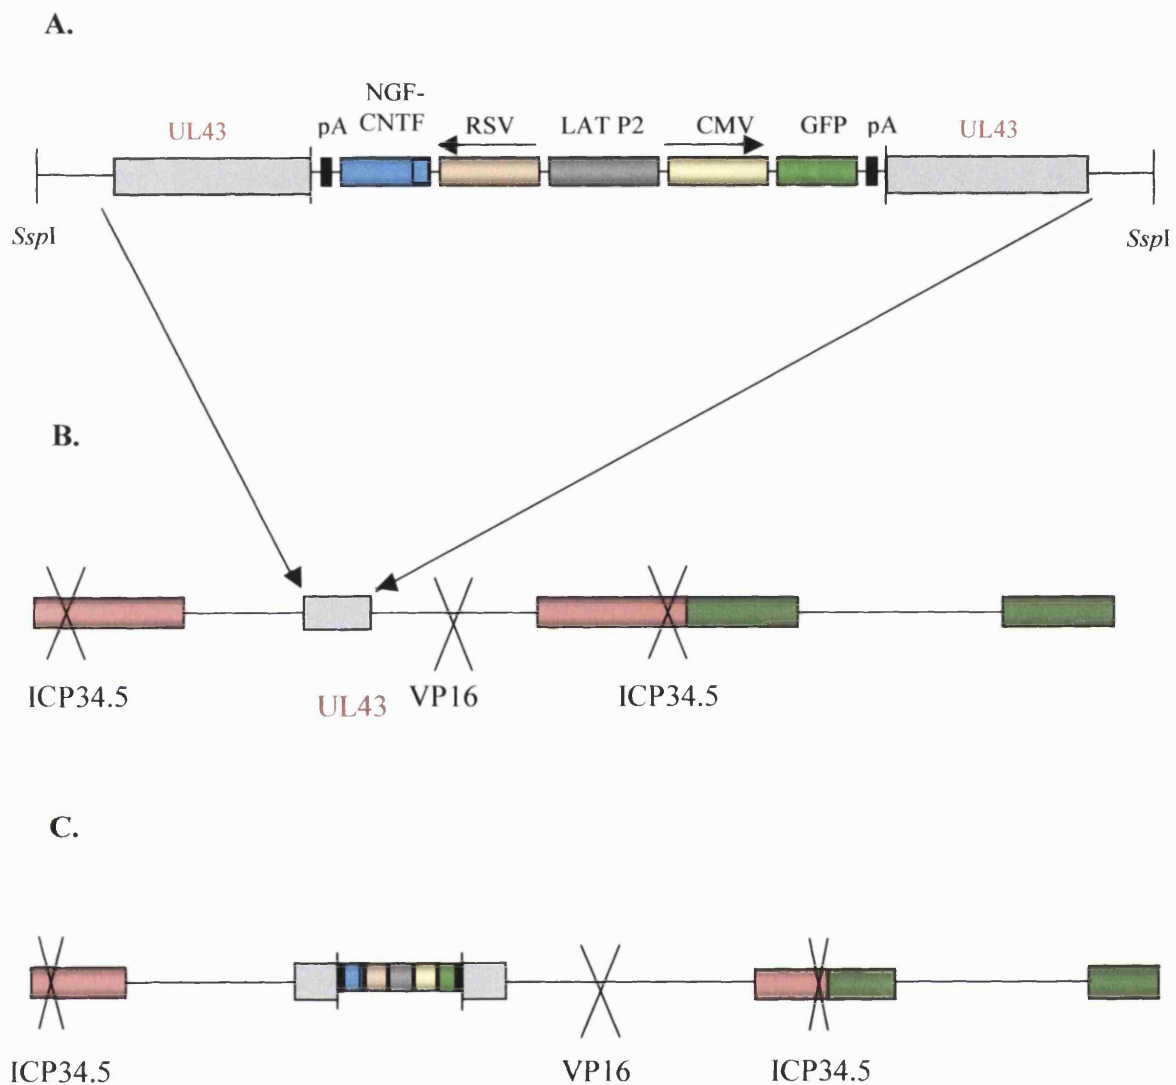 A.
NGF-
CNTF
UL43 pA RSV LAT P2 CMV GFP pA UL43
SspI SspI
B.
ICP34.5 UL43 VP16 ICP34.5
C.
ICP34.5 VP16 ICP34.5